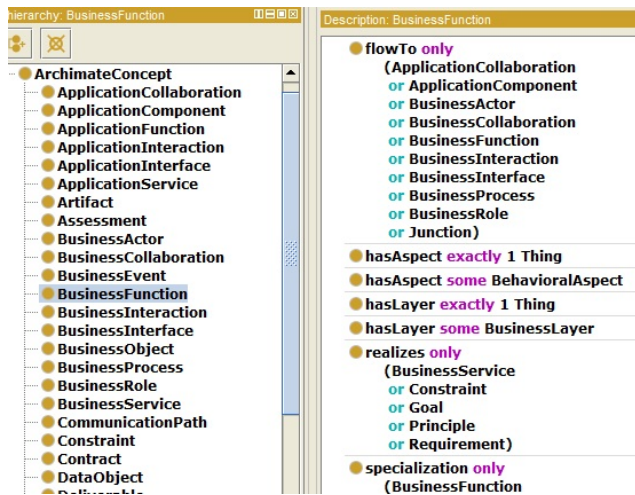 hierarchy: BusinessFunction
ArchimateConcept
ApplicationCollaboration
ApplicationComponent
ApplicationFunction
ApplicationInteraction
ApplicationInterface
ApplicationService
Artifact
Assessment
BusinessActor
BusinessCollaboration
BusinessEvent
BusinessFunction
BusinessInteraction
BusinessInterface
BusinessObject
BusinessProcess
BusinessRole
BusinessService
CommunicationPath
Constraint
Contract
DataObject
Deliverable
Description: BusinessFunction
flowTo only
(ApplicationCollaboration
or ApplicationComponent
or BusinessActor
or BusinessCollaboration
or BusinessFunction
or BusinessInteraction
or BusinessInterface
or BusinessProcess
or BusinessRole
or Junction)
hasAspect exactly 1 Thing
hasAspect some BehavioralAspect
hasLayer exactly 1 Thing
hasLayer some BusinessLayer
realizes only
(BusinessService
or Constraint
or Goal
or Principle
or Requirement)
specialization only
(BusinessFunction